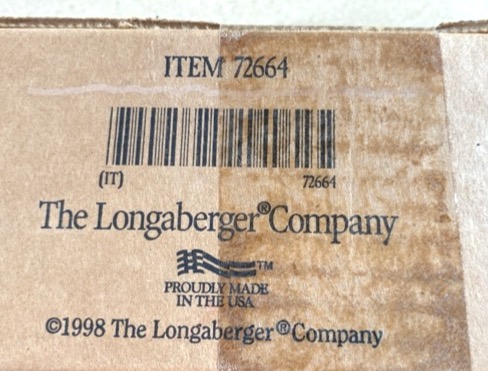 ITEM 72664
(IT) 72664
The Longaberger® Company
™
PROUDLY MADE
IN THE USA
©1998 The Longaberger® Company